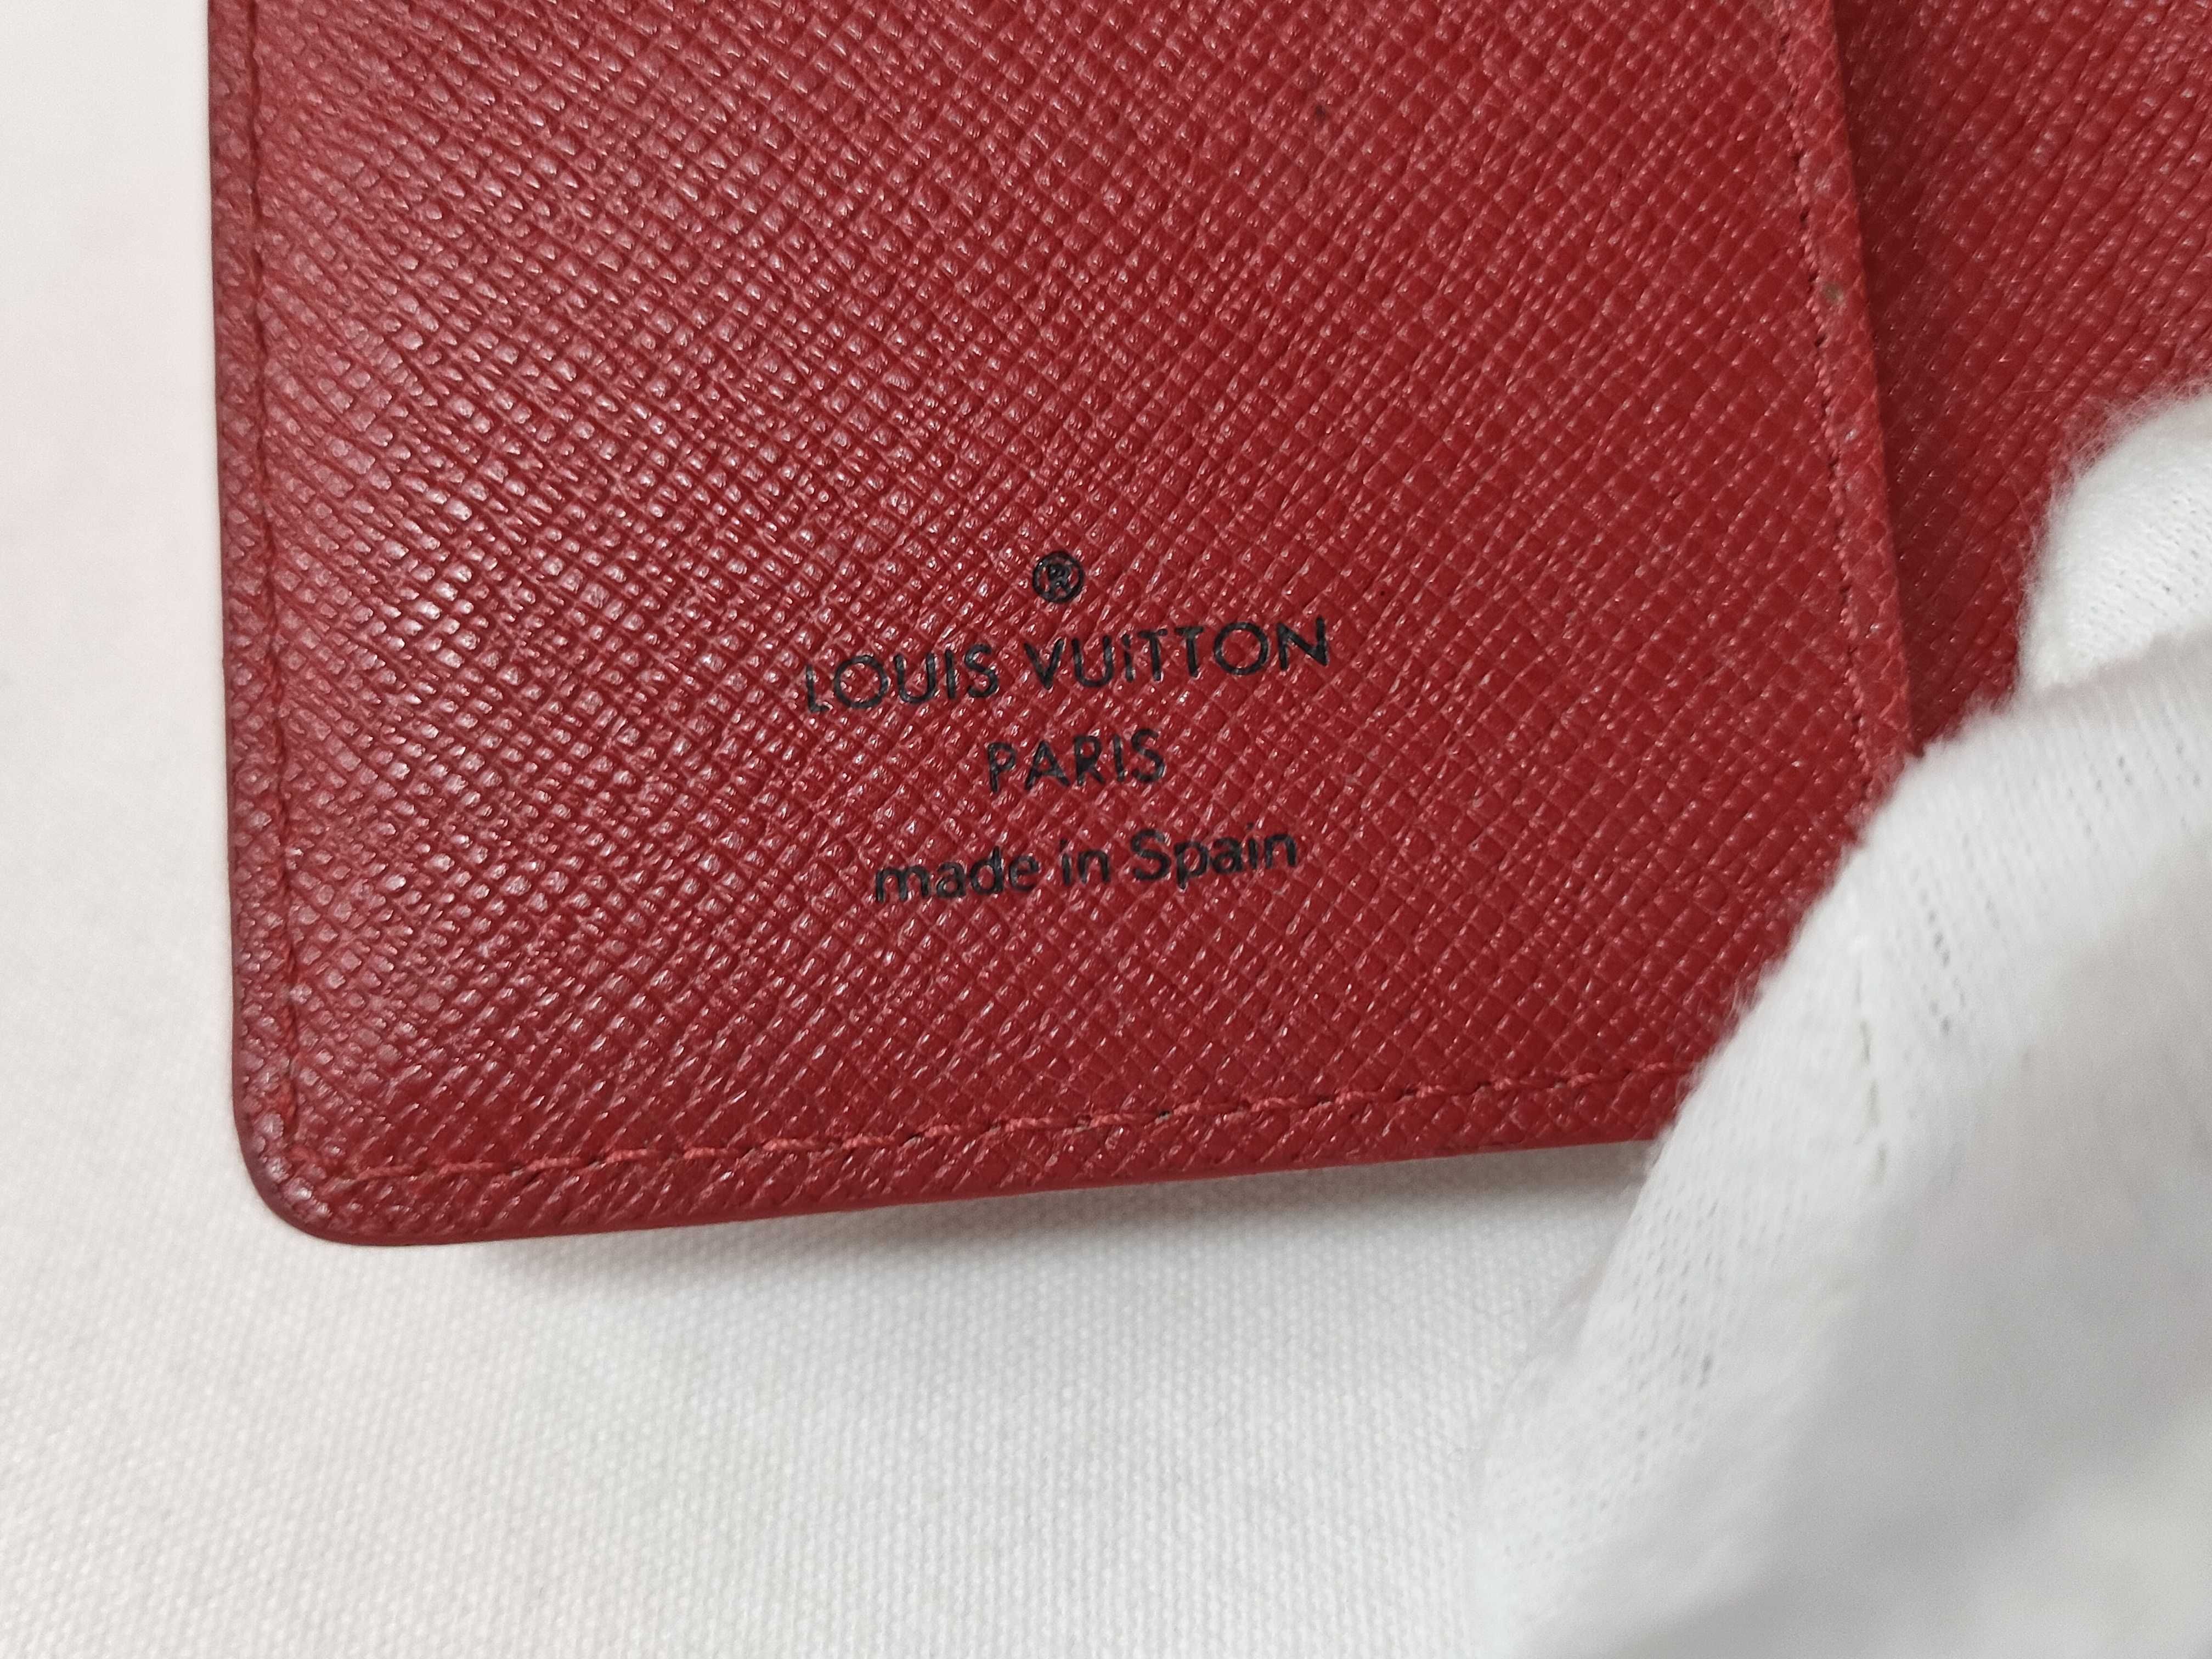 ®
LOUIS VUITTON
PARIS
made in Spain